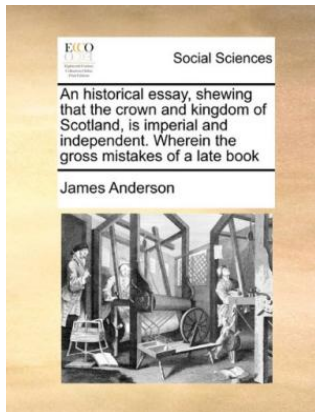 ECCO
Social Sciences
An historical essay, shewing
that the crown and kingdom of
Scotland, is imperial and
independent. Wherein the
gross mistakes of a late book
James Anderson